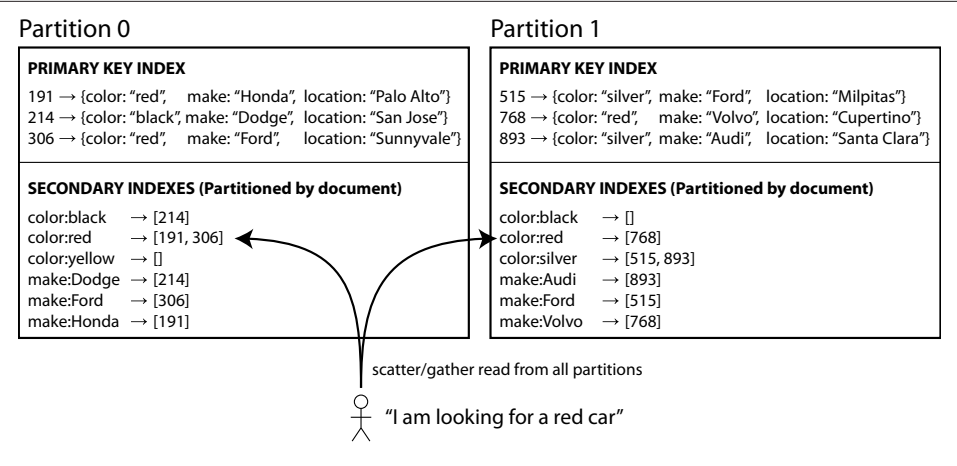 Partition 0
PRIMARY KEY INDEX
191 → {color: “red”, make: “Honda”, location: “Palo Alto”}
214 → {color: “black”, make: “Dodge”, location: “San Jose”}
306 → {color: “red”, make: “Ford”, location: “Sunnyvale”}
SECONDARY INDEXES (Partitioned by document)
color:black → [214]
color:red → [191, 306]
color:yellow → []
make:Dodge → [214]
make:Ford → [306]
make:Honda → [191]
Partition 1
PRIMARY KEY INDEX
515 → {color: “silver”, make: “Ford”, location: “Milpitas”}
768 → {color: “red”, make: “Volvo”, location: “Cupertino”}
893 → {color: “silver”, make: “Audi”, location: “Santa Clara”}
SECONDARY INDEXES (Partitioned by document)
color:black → []
color:red → [768]
color:silver → [515, 893]
make:Audi → [893]
make:Ford → [515]
make:Volvo → [768]
scatter/gather read from all partitions
“I am looking for a red car”